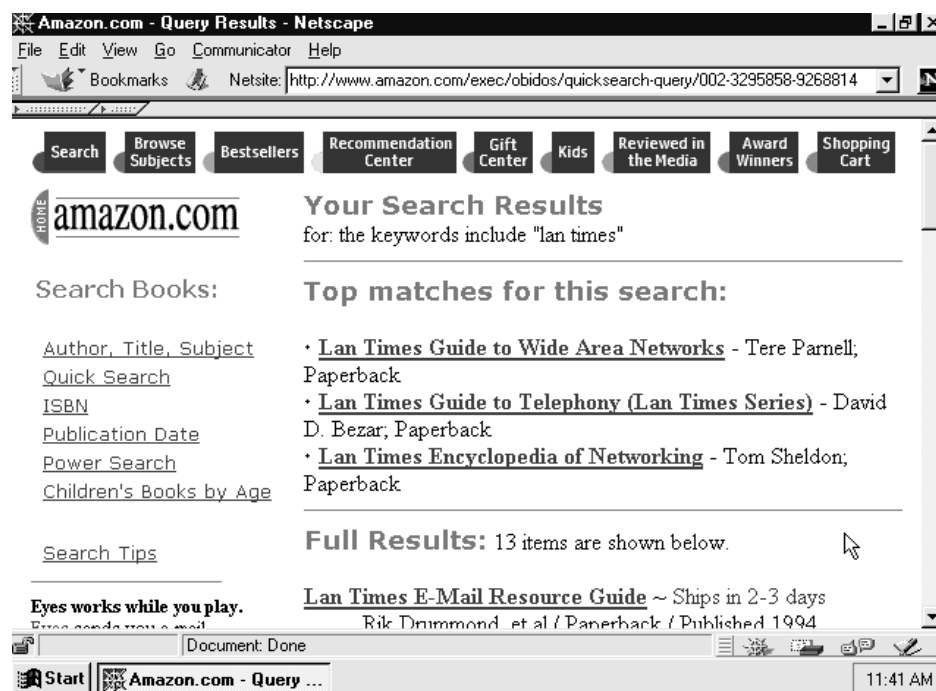 Amazon.com - Query Results - Netscape
File Edit View Go Communicator Help
Bookmarks Netsite: http://www.amazon.com/exec/obidos/quicksearch-query/002-3295858-9268814
Search
Browse Subjects
Bestsellers
Recommendation Center
Gift Center
Kids
Reviewed in the Media
Award Winners
Shopping Cart
HOME
amazon.com
Search Books:
Author, Title, Subject
Quick Search
ISBN
Publication Date
Power Search
Children's Books by Age
Search Tips
Eyes works while you play.
Eyes sends you e-mail
Your Search Results
for: the keywords include "lan times"
Top matches for this search:
• Lan Times Guide to Wide Area Networks - Tere Parnell;
Paperback
• Lan Times Guide to Telephony (Lan Times Series) - David
D. Bezar; Paperback
• Lan Times Encyclopedia of Networking - Tom Sheldon;
Paperback
Full Results: 13 items are shown below.
Lan Times E-Mail Resource Guide ~ Ships in 2-3 days
Rik Drummond, et al / Paperback / Published 1994
Document: Done
Start
Amazon.com - Query ...
11:41 AM